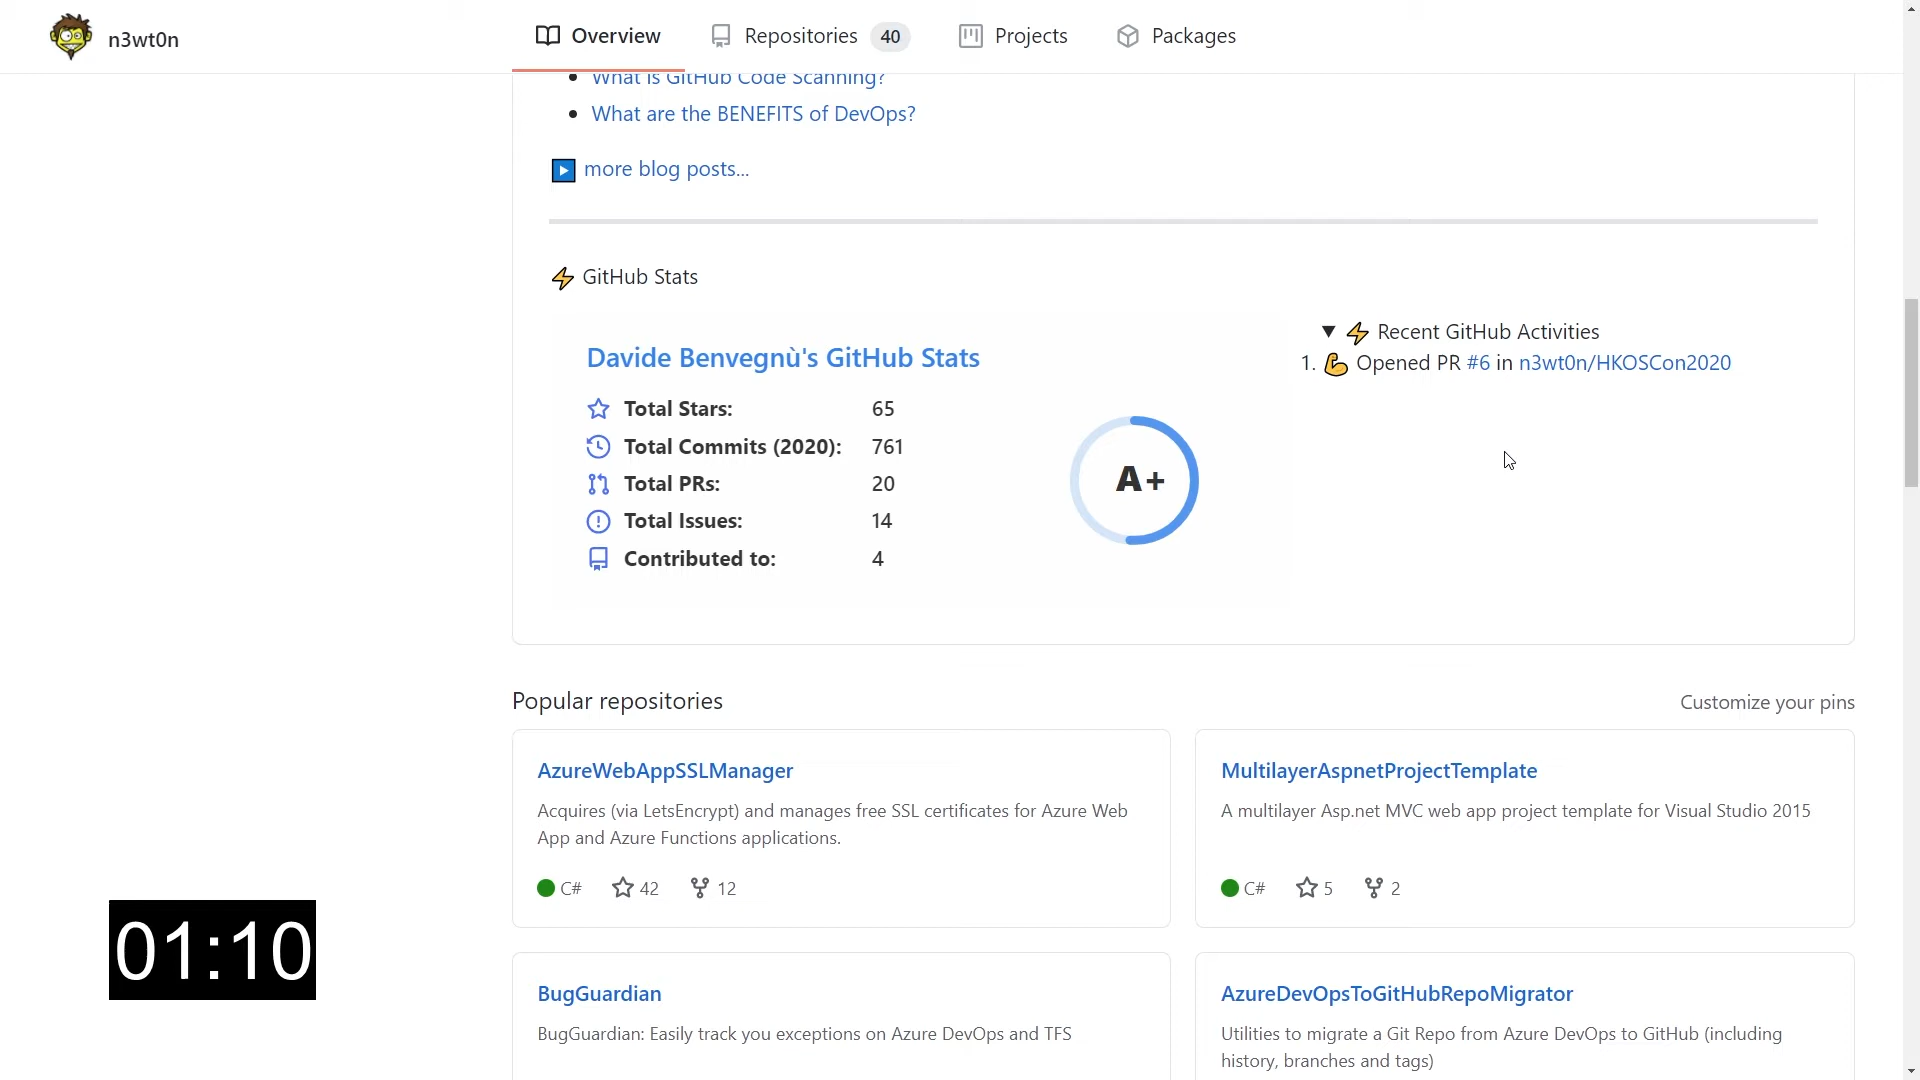 n3wt0n
Overview
Repositories 40
Projects
Packages
What is GitHub Code Scanning?
What are the BENEFITS of DevOps?
more blog posts...
GitHub Stats
Davide Benvegnù's GitHub Stats
Total Stars: 65
Total Commits (2020): 761
Total PRs: 20
Total Issues: 14
Contributed to: 4
A+
Recent GitHub Activities
1. 💪 Opened PR #6 in n3wt0n/HKOSCon2020
Popular repositories
Customize your pins
AzureWebAppSSLManager
Acquires (via LetsEncrypt) and manages free SSL certificates for Azure Web
App and Azure Functions applications.
C# 42 12
MultilayerAspnetProjectTemplate
A multilayer Asp.net MVC web app project template for Visual Studio 2015
C# 5 2
BugGuardian
BugGuardian: Easily track you exceptions on Azure DevOps and TFS
AzureDevOpsToGitHubRepoMigrator
Utilities to migrate a Git Repo from Azure DevOps to GitHub (including
history, branches and tags)
01:10